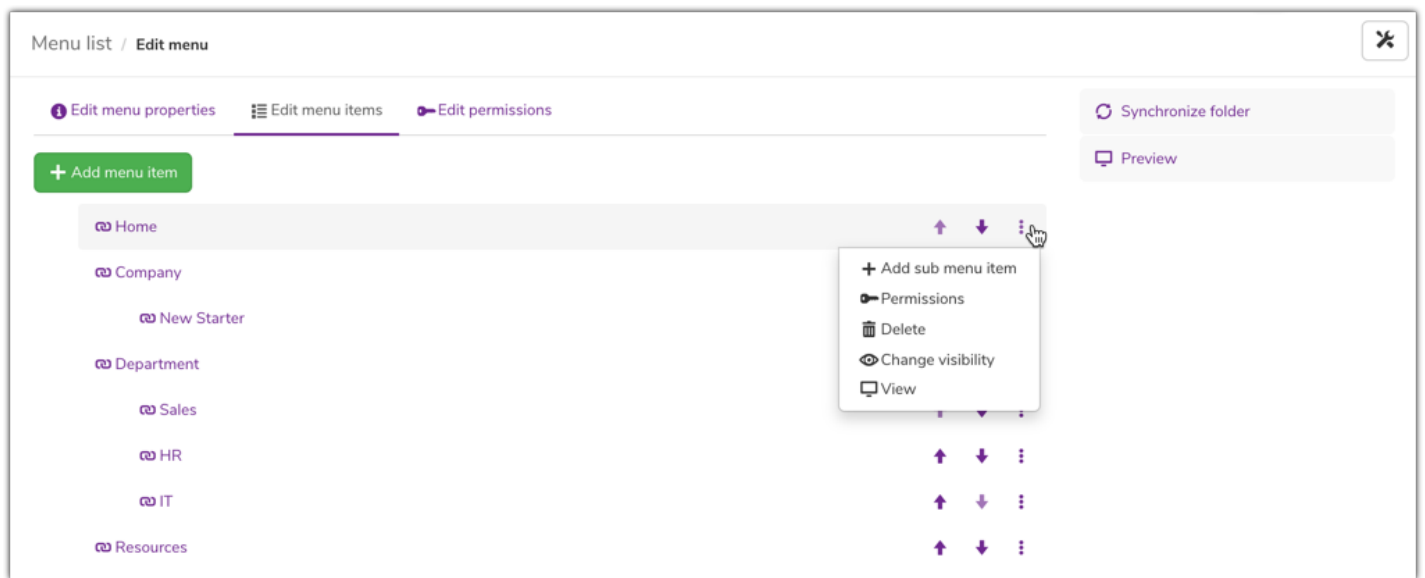 Menu list / Edit menu
Edit menu properties Edit menu items Edit permissions
Synchronize folder
Preview
+ Add menu item
Home
+ Add sub menu item
Permissions
Delete
Change visibility
View
Company
New Starter
Department
Sales
HR
IT
Resources